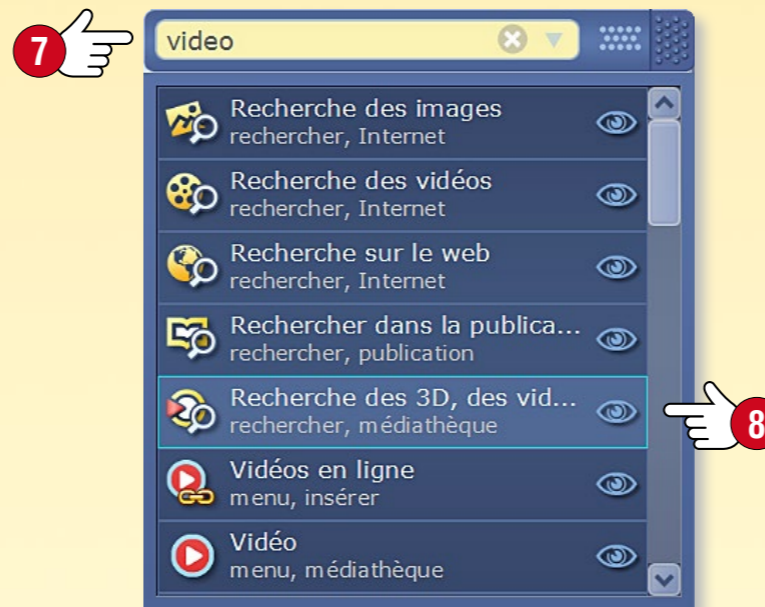 7
video
Recherche des images
rechercher, Internet
Recherche des vidéos
rechercher, Internet
Recherche sur le web
rechercher, Internet
Rechercher dans la publica...
rechercher, publication
Recherche des 3D, des vid...
rechercher, médiathèque
8
Vidéos en ligne
menu, insérer
Vidéo
menu, médiathèque